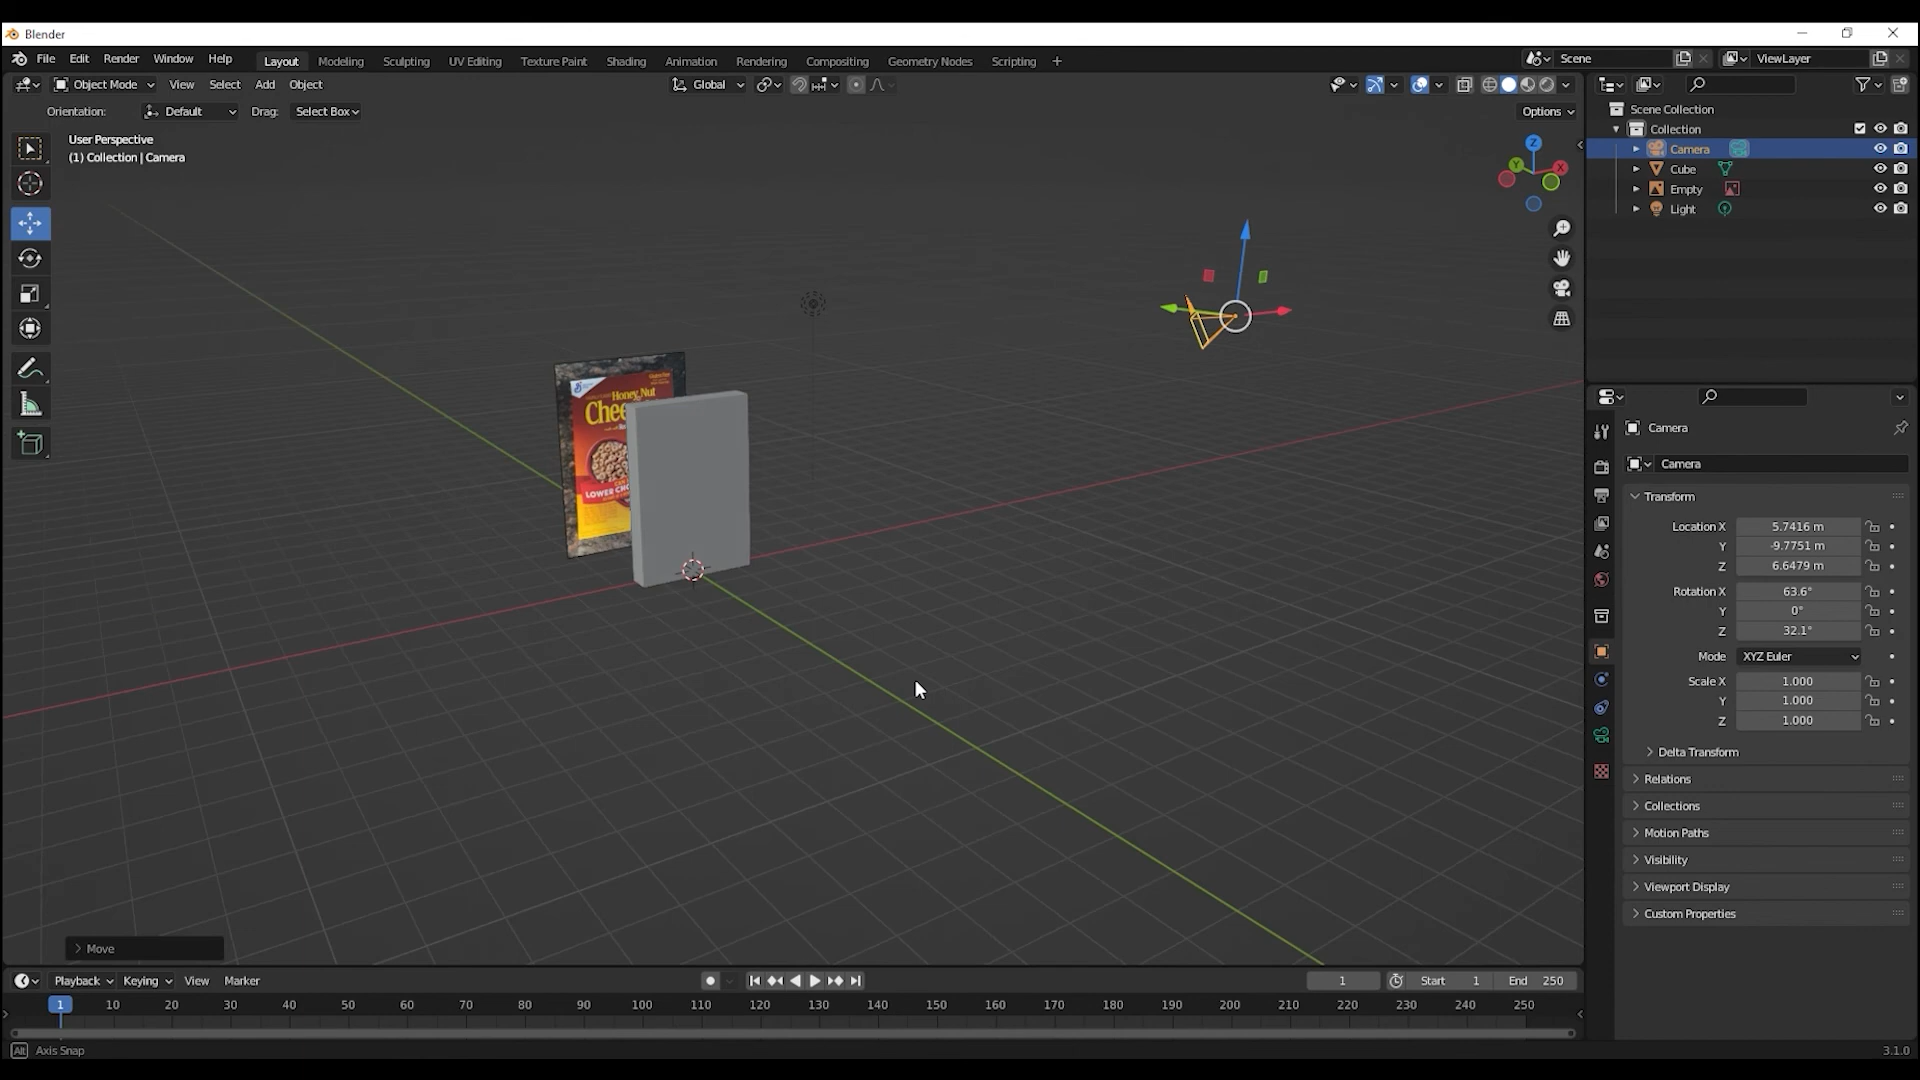 Blender
File Edit Render Window Help Layout Modeling Sculpting UV Editing Texture Paint Shading Animation Rendering Compositing Geometry Nodes Scripting + Scene ViewLayer
Object Mode View Select Add Object Global
Orientation: Default Drag: Select Box Options
User Perspective
(1) Collection | Camera
Z
Y
X
Honey Nut
Chee
LOWER CHO
Move
Scene Collection
Collection
Camera
Cube
Empty
Light
Camera
Camera
Transform
Location X 5.7416 m
Y -9.7751 m
Z 6.6479 m
Rotation X 63.6°
Y 0°
Z 32.1°
Mode XYZ Euler
Scale X 1.000
Y 1.000
Z 1.000
Delta Transform
Relations
Collections
Motion Paths
Visibility
Viewport Display
Custom Properties
Playback Keying View Marker 1 Start 1 End 250
1 10 20 30 40 50 60 70 80 90 100 110 120 130 140 150 160 170 180 190 200 210 220 230 240 250
Alt Axis Snap 3.1.0